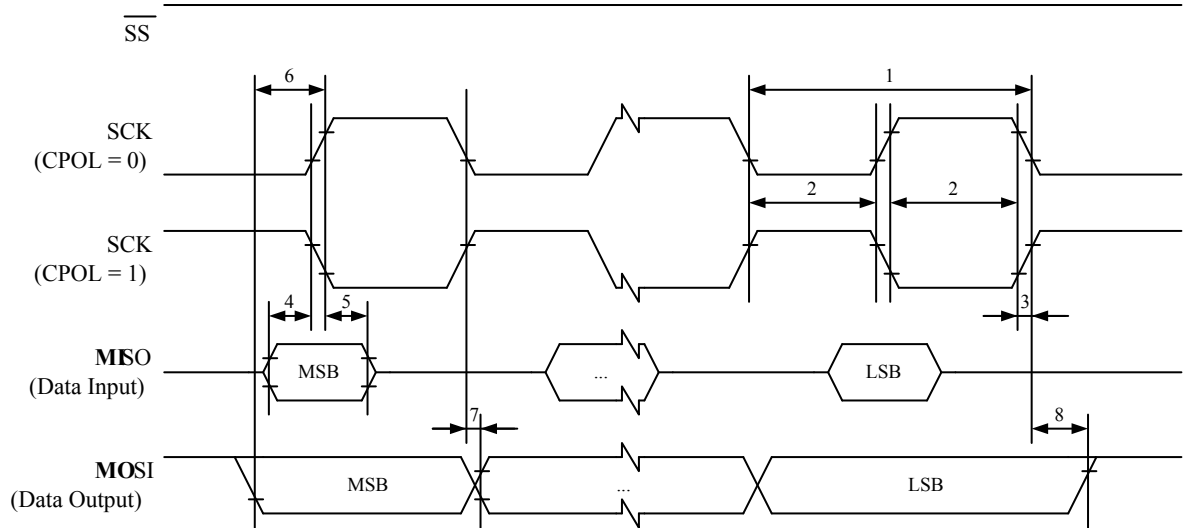 SS
6
1
SCK
(CPOL = 0)
2
2
SCK
(CPOL = 1)
4
5
3
MISO
(Data Input)
MSB
...
LSB
7
8
MOSI
(Data Output)
MSB
...
LSB